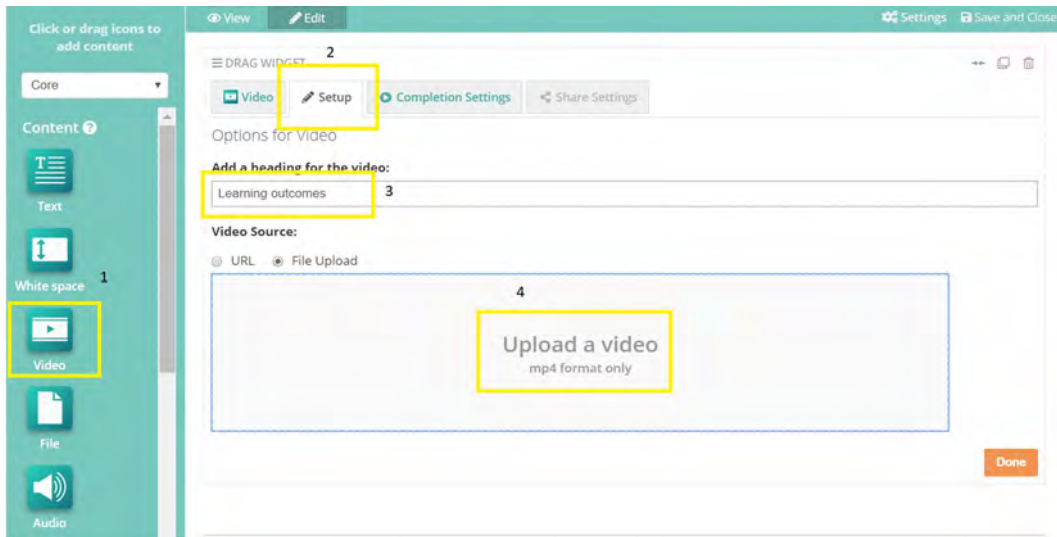 Click or drag icons to
add content
Core
Content ?
Text
White space
1
Video
File
Audio
View Edit Settings Save and Close
2
DRAG WIDGET
Video Setup Completion Settings Share Settings
Options for Video
Add a heading for the video:
Learning outcomes 3
Video Source:
URL File Upload
4
Upload a video
mp4 format only
Done